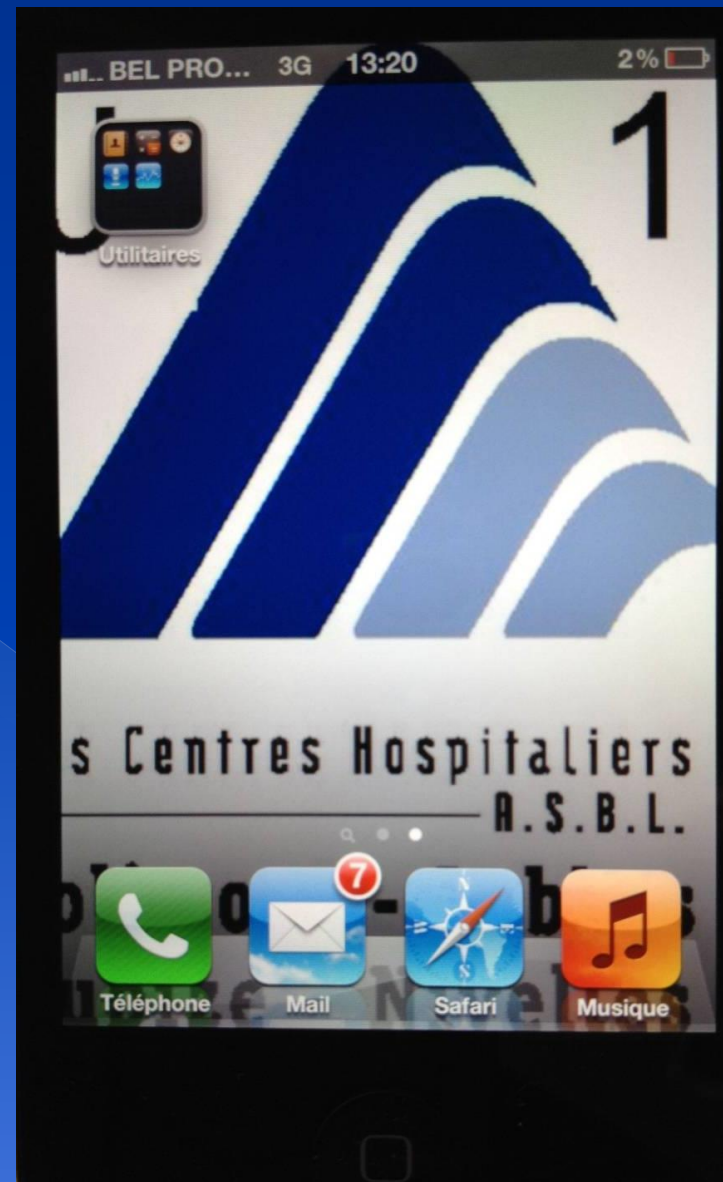 BEL PRO... 3G 13:20 2%
1
Utilitaires
s Centres Hospitaliers
A.S.B.L.
7
Téléphone Mail Safari Musique